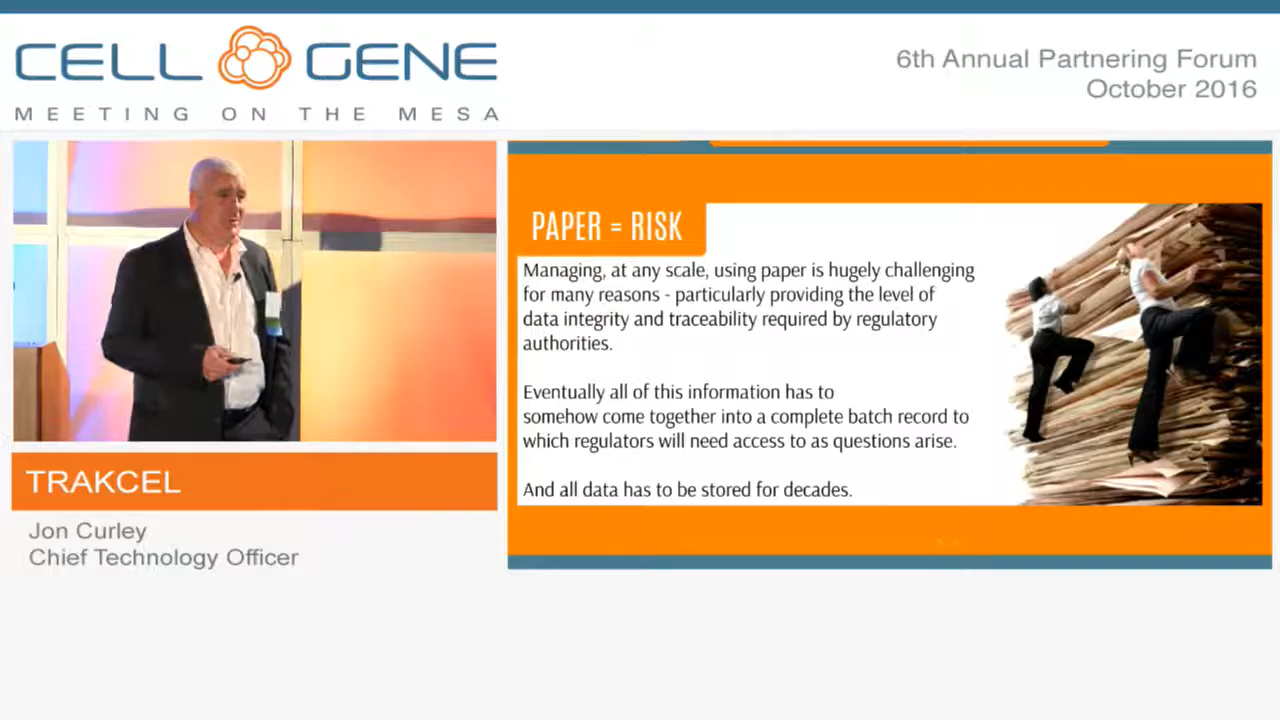 CELL GENE
MEETING ON THE MESA
6th Annual Partnering Forum
October 2016
PAPER = RISK
Managing, at any scale, using paper is hugely challenging
for many reasons - particularly providing the level of
data integrity and traceability required by regulatory
authorities.
Eventually all of this information has to
somehow come together into a complete batch record to
which regulators will need access to as questions arise.
And all data has to be stored for decades.
TRAKCEL
Jon Curley
Chief Technology Officer